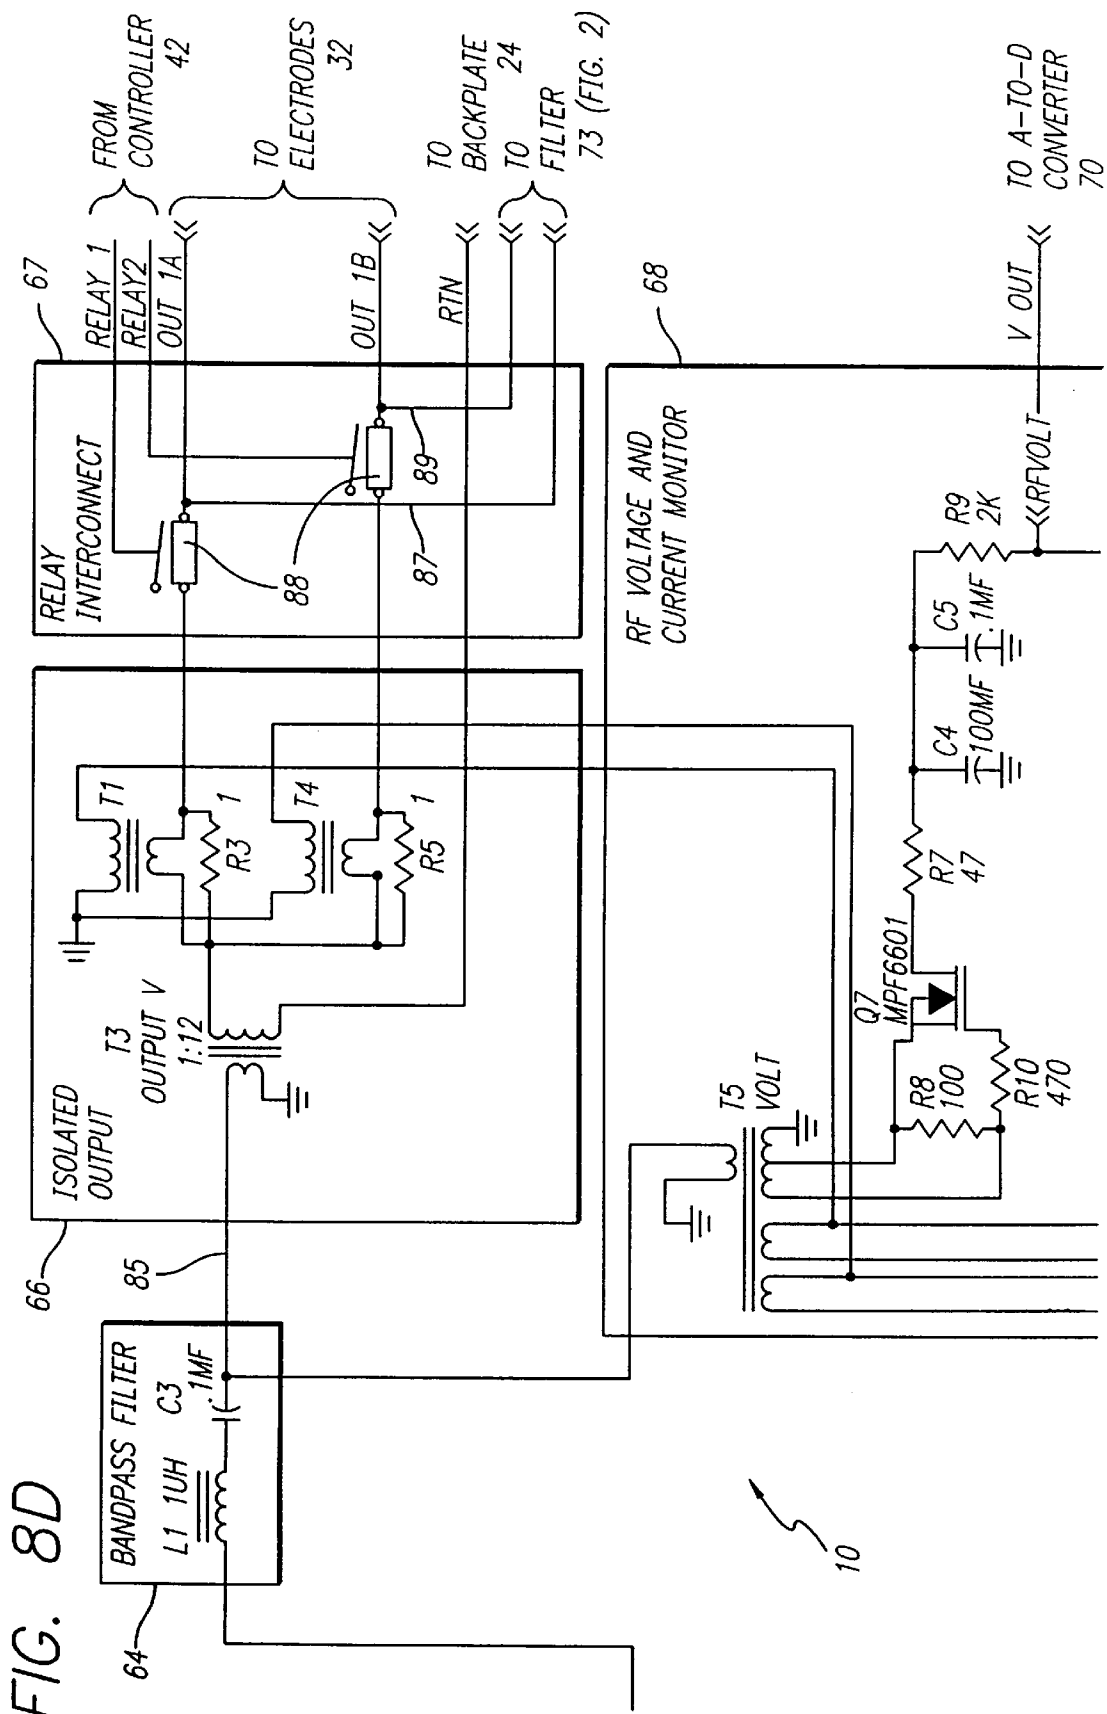 FIG. 8D
64
BANDPASS FILTER
L1 1UH
C3
.1MF
85
66
ISOLATED
OUTPUT
T3
OUTPUT V
1:12
T1
R3
1
T4
R5
1
67
RELAY
INTERCONNECT
88
87
89
RELAY 1
RELAY2
OUT 1A
OUT 1B
RTN
FROM
CONTROLLER
42
TO
ELECTRODES
32
TO
BACKPLATE
24
TO
FILTER
73 (FIG. 2)
68
RF VOLTAGE AND
CURRENT MONITOR
T5
VOLT
R8
100
R10
470
Q7
MPF6601
R7
47
C4
100MF
C5
.1MF
R9
2K
RFVOLT
V OUT
TO A-TO-D
CONVERTER
70
10